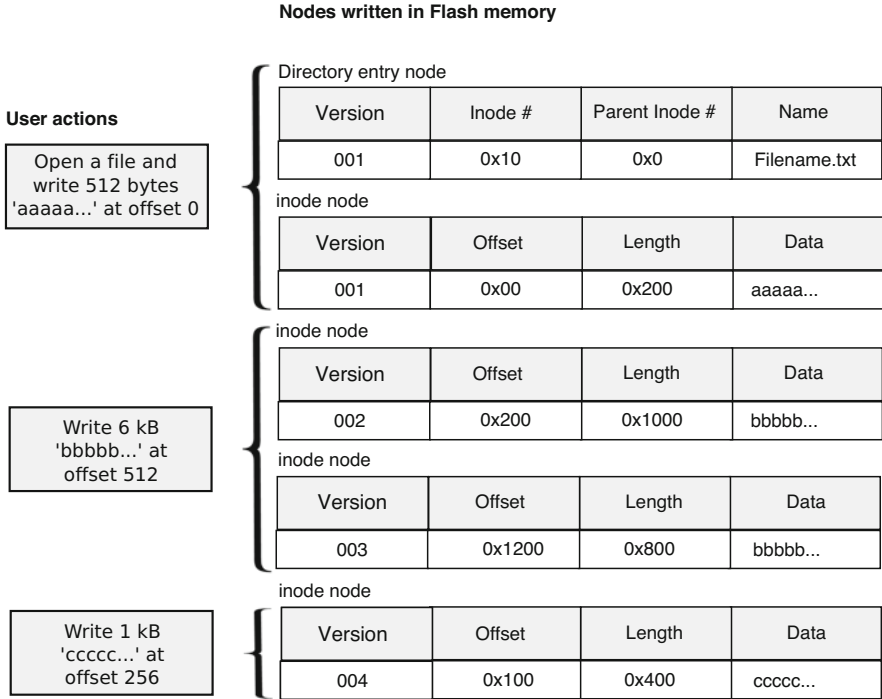 Nodes written in Flash memory
User actions
Directory entry node
Version Inode # Parent Inode # Name
001 0x10 0x0 Filename.txt
Open a file and
write 512 bytes
'aaaaa...' at offset 0
inode node
Version Offset Length Data
001 0x00 0x200 aaaaa...
inode node
Version Offset Length Data
002 0x200 0x1000 bbbbb...
Write 6 kB
'bbbbb...' at
offset 512
inode node
Version Offset Length Data
003 0x1200 0x800 bbbbb...
inode node
Version Offset Length Data
004 0x100 0x400 ccccc...
Write 1 kB
'ccccc...' at
offset 256